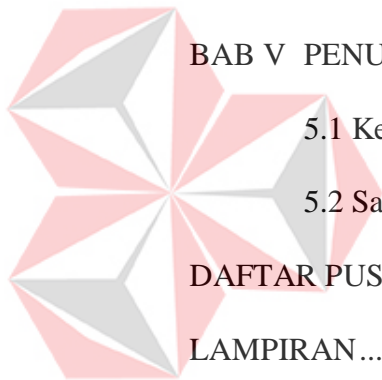 BAB V PENU
5.1 Ke
5.2 Sa
DAFTAR PUS
LAMPIRAN...